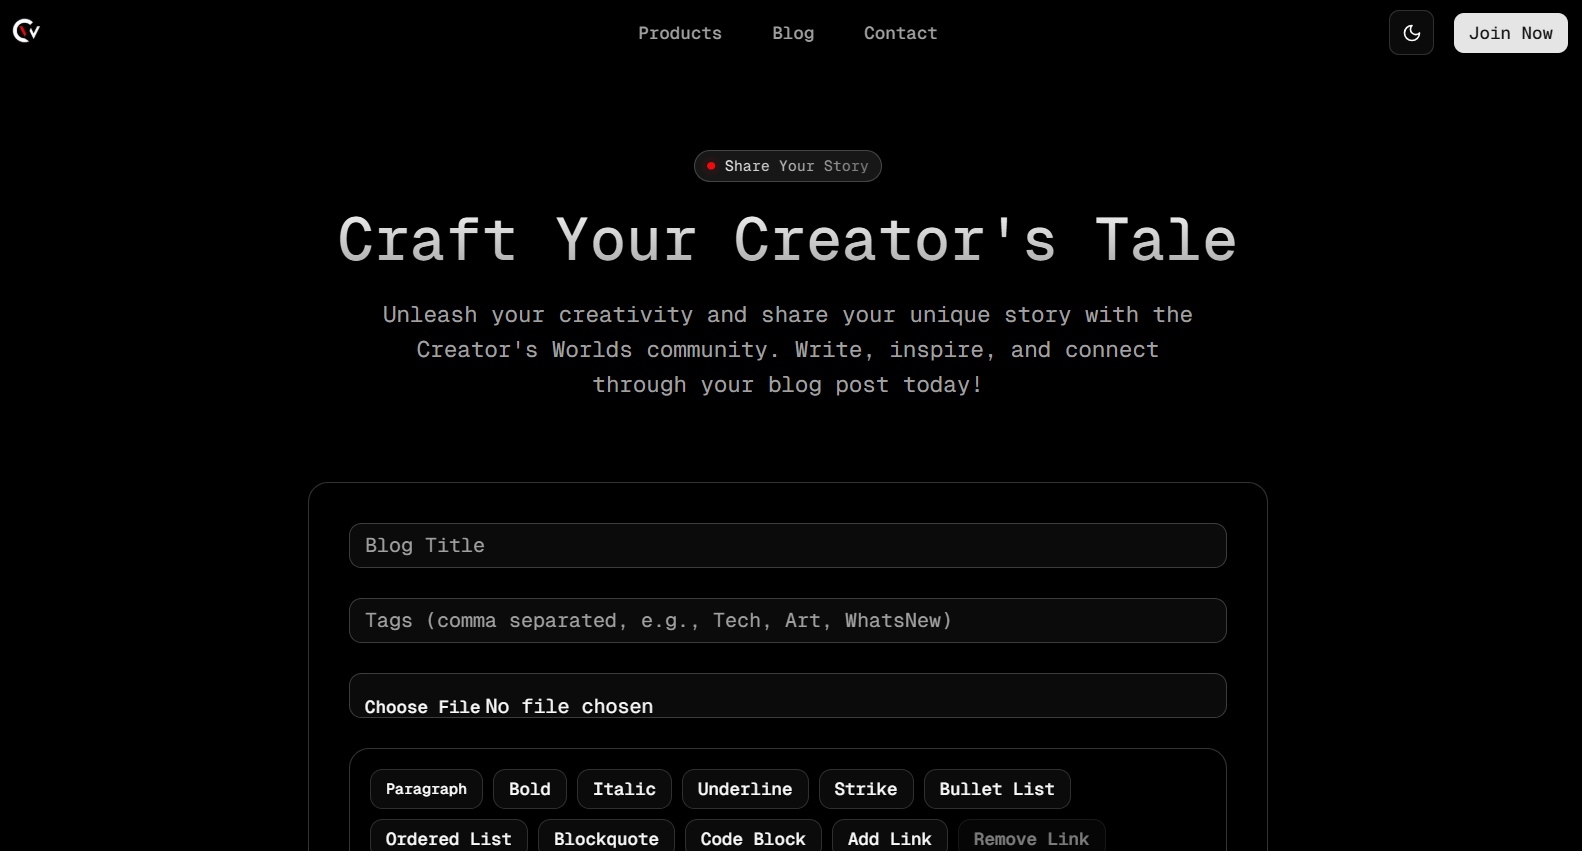 Products Blog Contact Join Now
Share Your Story
Craft Your Creator's Tale
Unleash your creativity and share your unique story with the
Creator's Worlds community. Write, inspire, and connect
through your blog post today!
Blog Title
Tags (comma separated, e.g., Tech, Art, WhatsNew)
Choose File No file chosen
Paragraph Bold Italic Underline Strike Bullet List
Ordered List Blockquote Code Block Add Link Remove Link